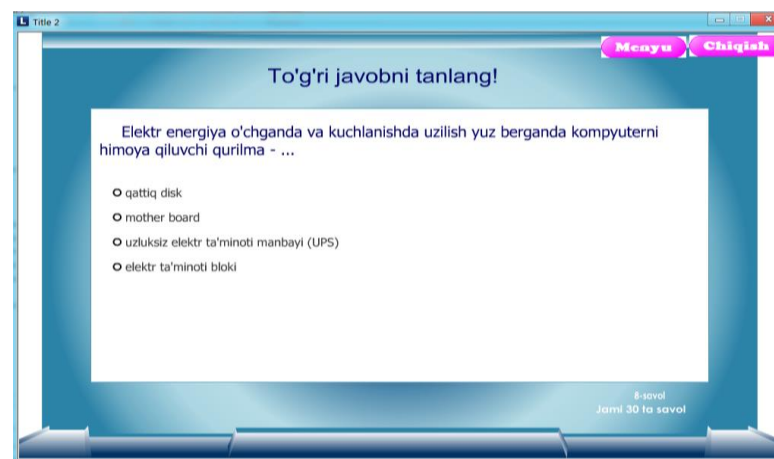 Title 2
Menyu
Chiqish
To'g'ri javobni tanlang!
Elektr energiya o'chganda va kuchlanishda uzilish yuz berganda kompyuterni
himoya qiluvchi qurilma - ...
qattiq disk
mother board
uzluksiz elektr ta'minoti manbayi (UPS)
elektr ta'minoti bloki
8-savol
Jami 30 ta savol